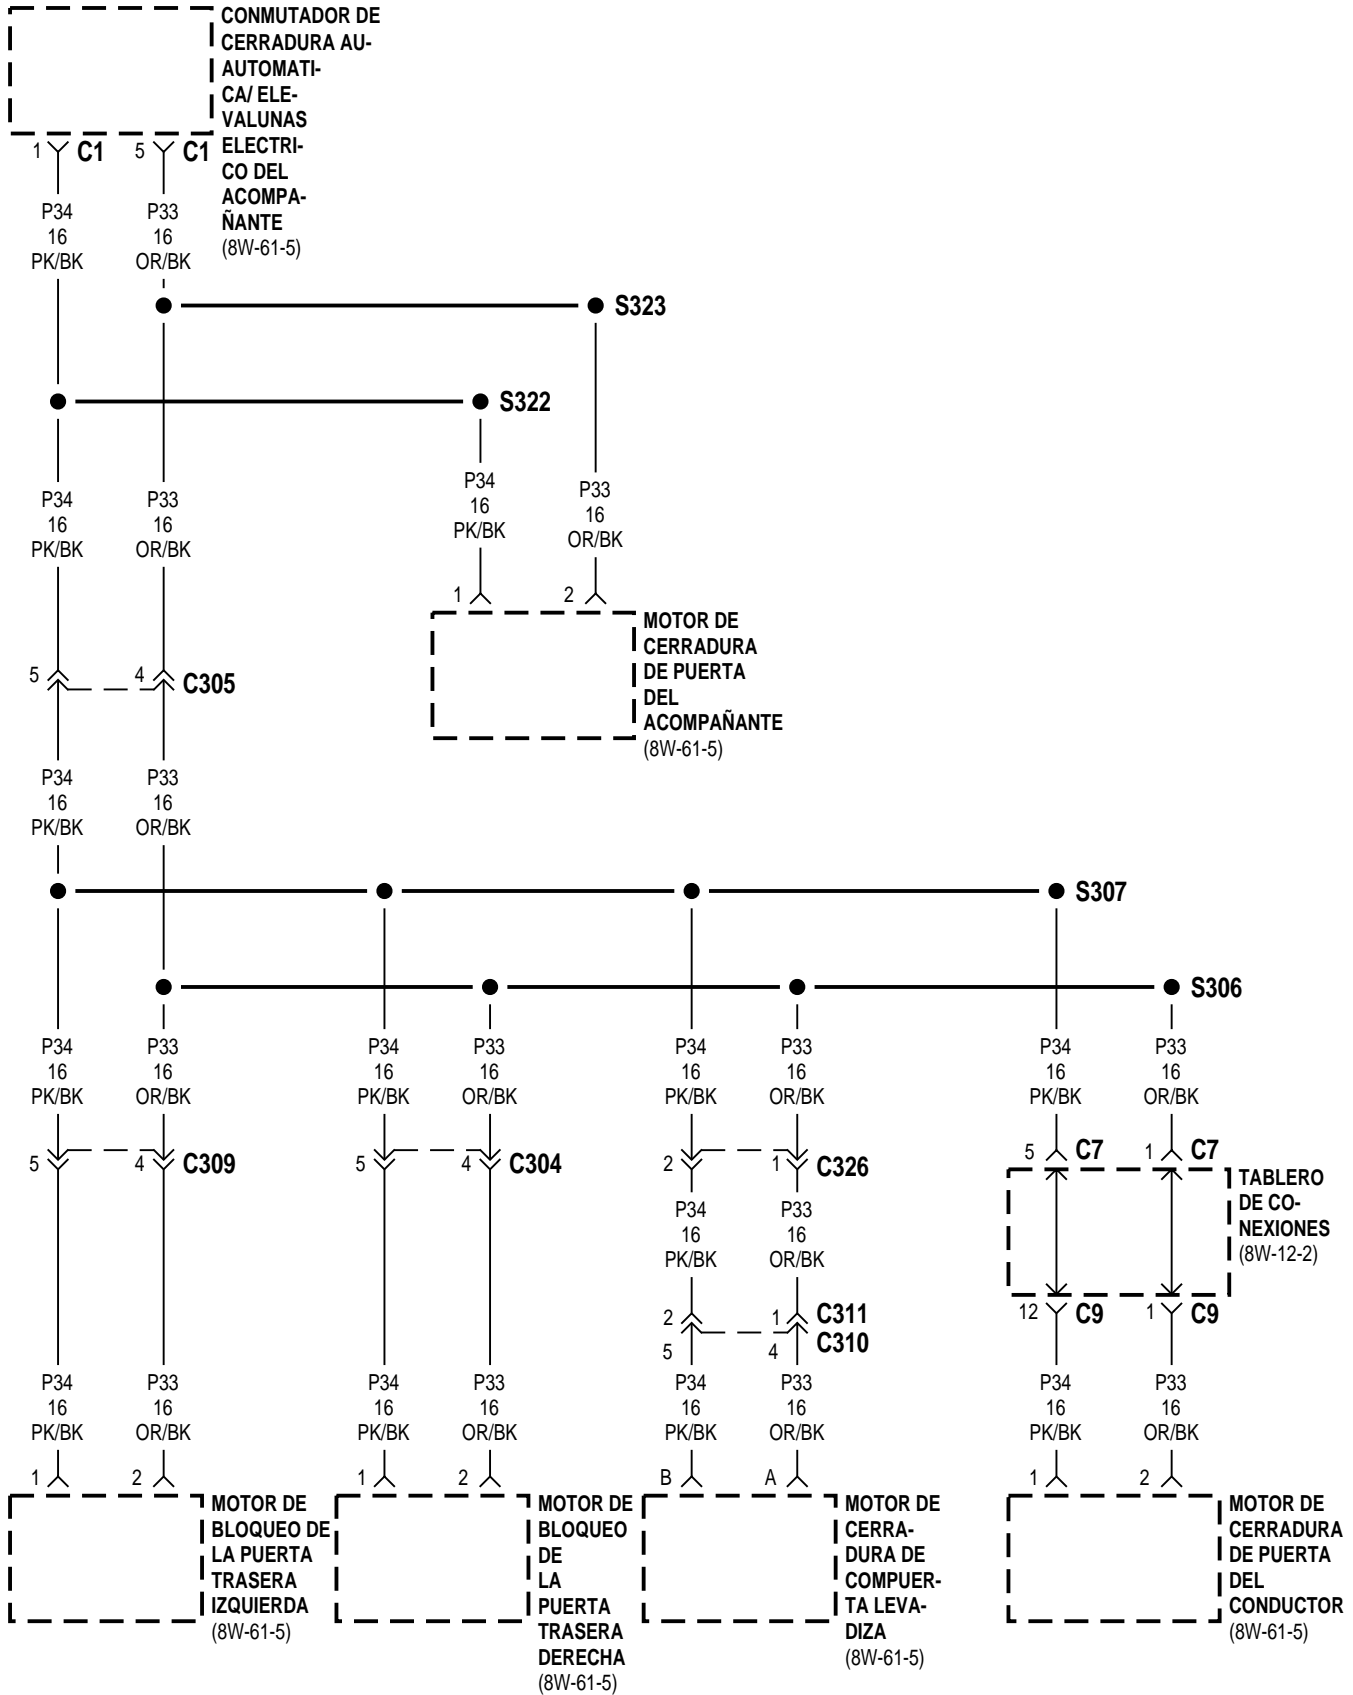 CONMUTADOR DE
CERRADURA AU-
AUTOMATI-
CA/ ELE-
VALUNAS
ELECTRI-
CO DEL
ACOMPA-
ÑANTE
(8W-61-5)
1 C1 5 C1
P34 P33
16 16
PK/BK OR/BK
S323
S322
P34 P33 P34 P33
16 16 16 16
PK/BK OR/BK PK/BK OR/BK
1 2
MOTOR DE
CERRADURA
DE PUERTA
DEL
ACOMPAÑANTE
(8W-61-5)
5 4 C305
P34 P33
16 16
PK/BK OR/BK
S307
S306
P34 P33 P34 P33 P34 P33 P34 P33
16 16 16 16 16 16 16 16
PK/BK OR/BK PK/BK OR/BK PK/BK OR/BK PK/BK OR/BK
5 4 C309 5 4 C304 2 1 C326 5 C7 1 C7
TABLERO
DE CO-
NEXIONES
(8W-12-2)
P34 P33
16 16
PK/BK OR/BK
2 1 C311
5 4 C310
12 C9 1 C9
P34 P33 P34 P33 P34 P33 P34 P33
16 16 16 16 16 16 16 16
PK/BK OR/BK PK/BK OR/BK PK/BK OR/BK PK/BK OR/BK
1 2 1 2 B A 1 2
MOTOR DE
BLOQUEO DE
LA PUERTA
TRASERA
IZQUIERDA
(8W-61-5)
MOTOR DE
BLOQUEO
DE
LA
PUERTA
TRASERA
DERECHA
(8W-61-5)
MOTOR DE
CERRA-
DURA DE
COMPUER-
TA LEVA-
DIZA
(8W-61-5)
MOTOR DE
CERRADURA
DE PUERTA
DEL
CONDUCTOR
(8W-61-5)